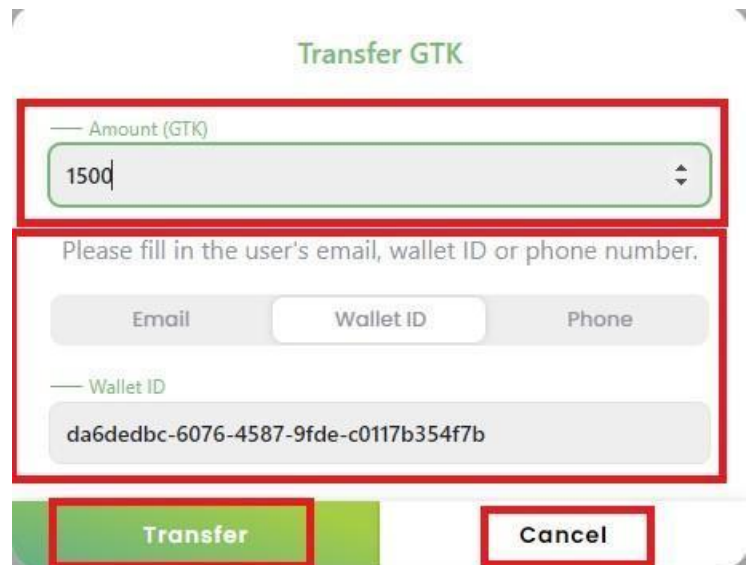 Transfer GTK
Amount (GTK)
1500
Please fill in the user's email, wallet ID or phone number.
Email Wallet ID Phone
Wallet ID
da6dedbc-6076-4587-9fde-c0117b354f7b
Transfer Cancel